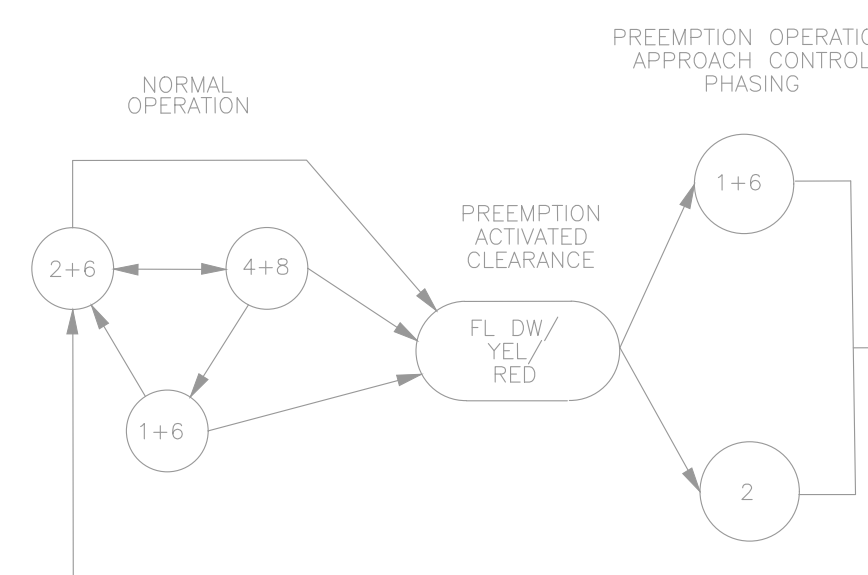 PREEMPTION OPERATIO
APPROACH CONTROL
PHASING
NORMAL
OPERATION
1+6
PREEMPTION
ACTIVATED
CLEARANCE
2+6
4+8
FL DW/
YEL/
RED
1+6
2